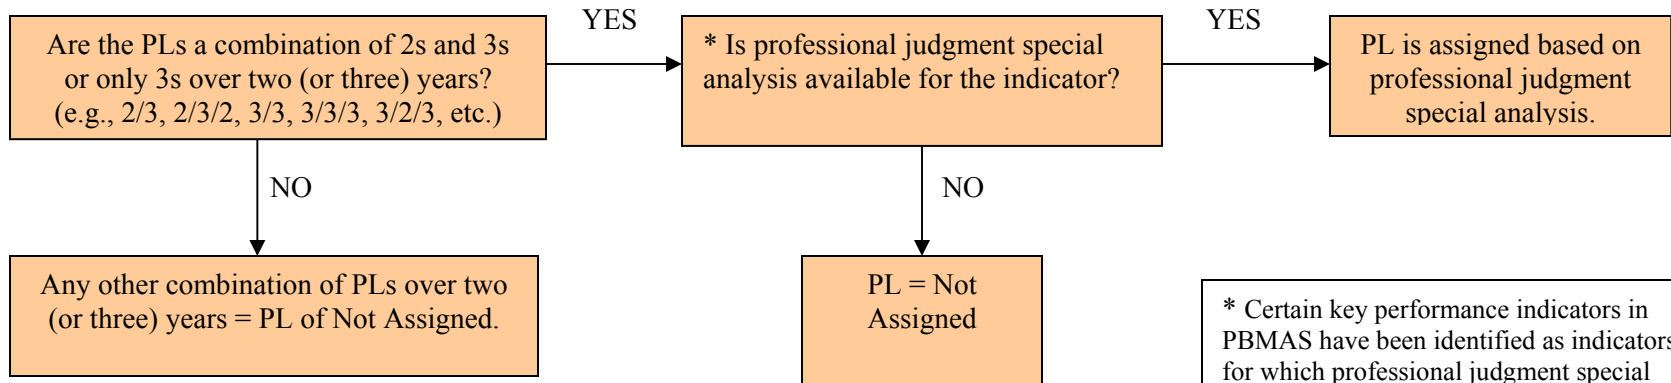 Are the PLs a combination of 2s and 3s
or only 3s over two (or three) years?
(e.g., 2/3, 2/3/2, 3/3, 3/3/3, 3/2/3, etc.)
YES
* Is professional judgment special
analysis available for the indicator?
YES
PL is assigned based on
professional judgment
special analysis.
NO
NO
Any other combination of PLs over two
(or three) years = PL of Not Assigned.
PL = Not
Assigned
* Certain key performance indicators in
PBMAS have been identified as indicators
for which professional judgment special